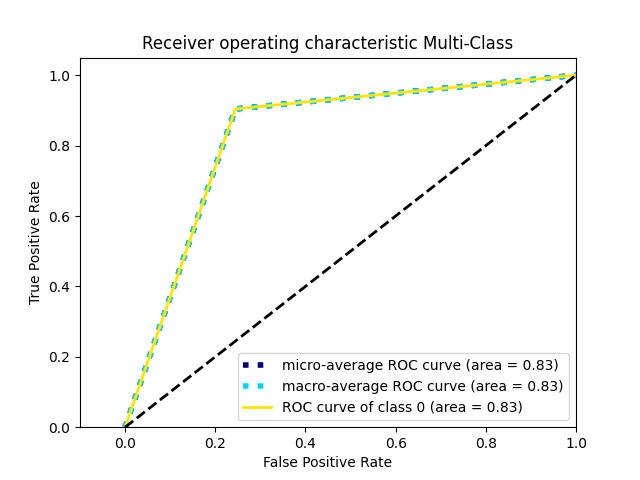 Receiver operating characteristic Multi-Class
1.0
0.8
0.6
0.4
0.2
0.0
True Positive Rate
micro-average ROC curve (area = 0.83)
macro-average ROC curve (area = 0.83)
ROC curve of class 0 (area = 0.83)
0.0 0.2 0.4 0.6 0.8 1.0
False Positive Rate